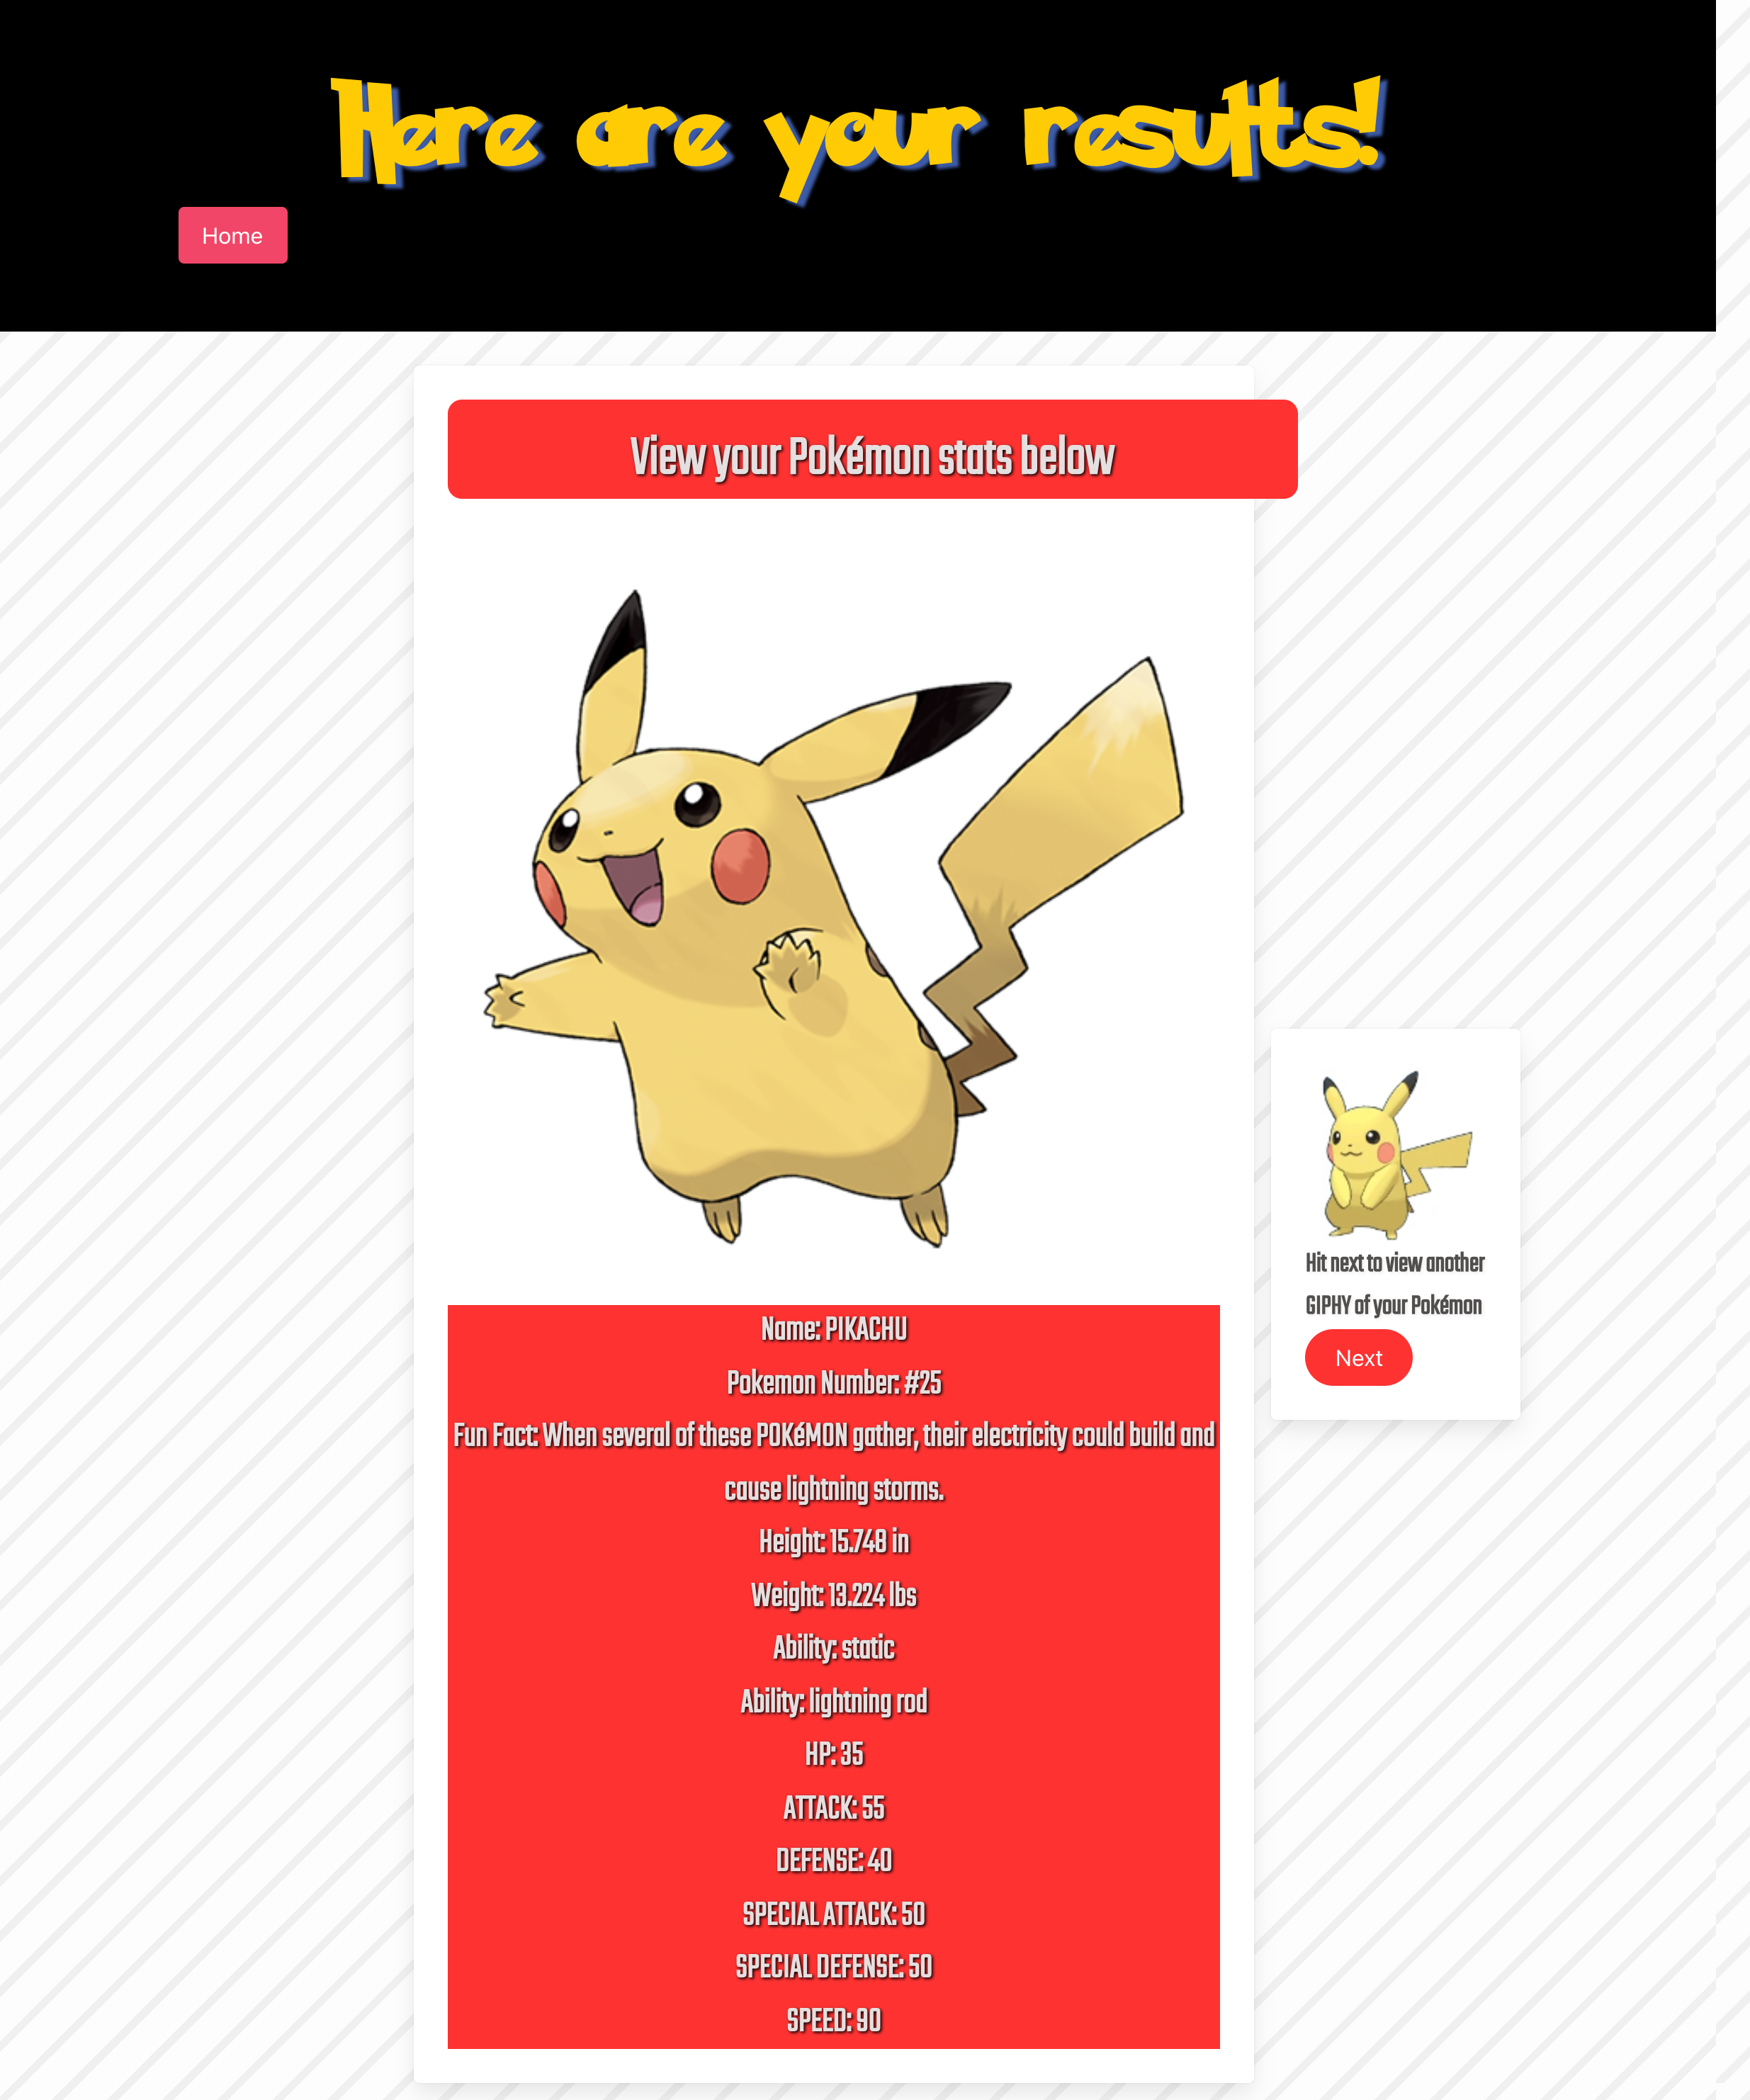 Here are your results!
Home
View your Pokémon stats below
Name: PIKACHU
Pokemon Number: #25
Fun Fact: When several of these POKéMON gather, their electricity could build and
cause lightning storms.
Height: 15.748 in
Weight: 13.224 lbs
Ability: static
Ability: lightning rod
HP: 35
ATTACK: 55
DEFENSE: 40
SPECIAL ATTACK: 50
SPECIAL DEFENSE: 50
SPEED: 90
Hit next to view another
GIPHY of your Pokémon
Next